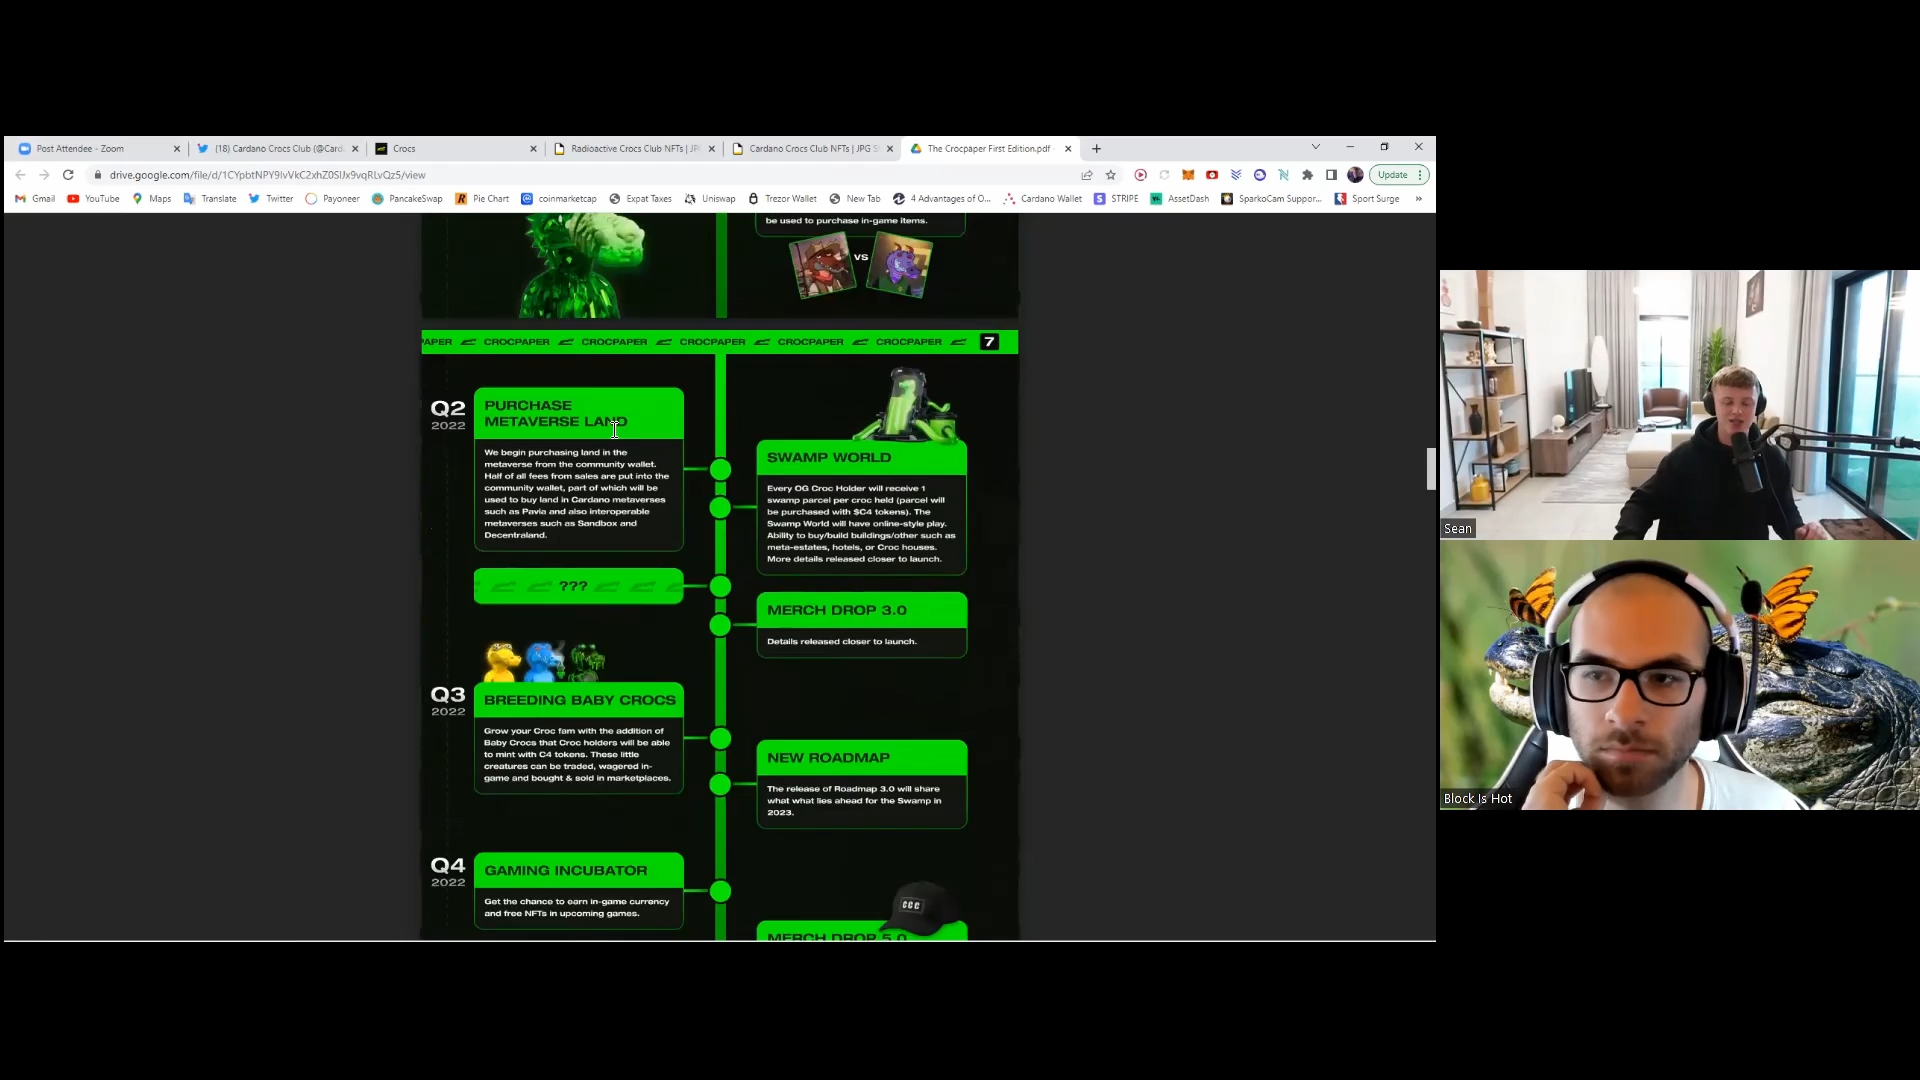 Post Attendee - Zoom
(18) Cardano Crocs Club (@Card
Crocs
Radioactive Crocs Club NFTs | JP
Cardano Crocs Club NFTs | JPG S
The Crocpaper First Edition.pdf
drive.google.com/file/d/1CYpbtNPY9IvVkC2xhZ0SIJx9vqRLvQz5/view
Update
Gmail
YouTube
Maps
Translate
Twitter
Payoneer
PancakeSwap
Pie Chart
coinmarketcap
Expat Taxes
Uniswap
Trezor Wallet
New Tab
4 Advantages of O...
Cardano Wallet
STRIPE
AssetDash
SparkoCam Suppor...
Sport Surge
»
be used to purchase in-game items.
VS
APAPER CROCPAPER CROCPAPER CROCPAPER CROCPAPER CROCPAPER 7
Q2
2022
PURCHASE
METAVERSE LAND
We begin purchasing land in the
metaverse from the community wallet.
Half of all fees from sales are put into the
community wallet, part of which will be
used to buy land in Cardano metaverses
such as Pavia and also interoperable
metaverses such as Sandbox and
Decentraland.
SWAMP WORLD
Every OG Croc Holder will receive 1
swamp parcel per croc held (parcel will
be purchased with $C4 tokens). The
Swamp World will have online-style play.
Ability to buy/build buildings/other such as
meta-estates, hotels, or Croc houses.
More details released closer to launch.
???
MERCH DROP 3.0
Details released closer to launch.
Q3
2022
BREEDING BABY CROCS
Grow your Croc fam with the addition of
Baby Crocs that Croc holders will be able
to mint with C4 tokens. These little
creatures can be traded, wagered in-
game and bought & sold in marketplaces.
NEW ROADMAP
The release of Roadmap 3.0 will share
what what lies ahead for the Swamp in
2023.
Q4
2022
GAMING INCUBATOR
Get the chance to earn in-game currency
and free NFTs in upcoming games.
CCC
MERCH DROP 5.0
Sean
Block Is Hot